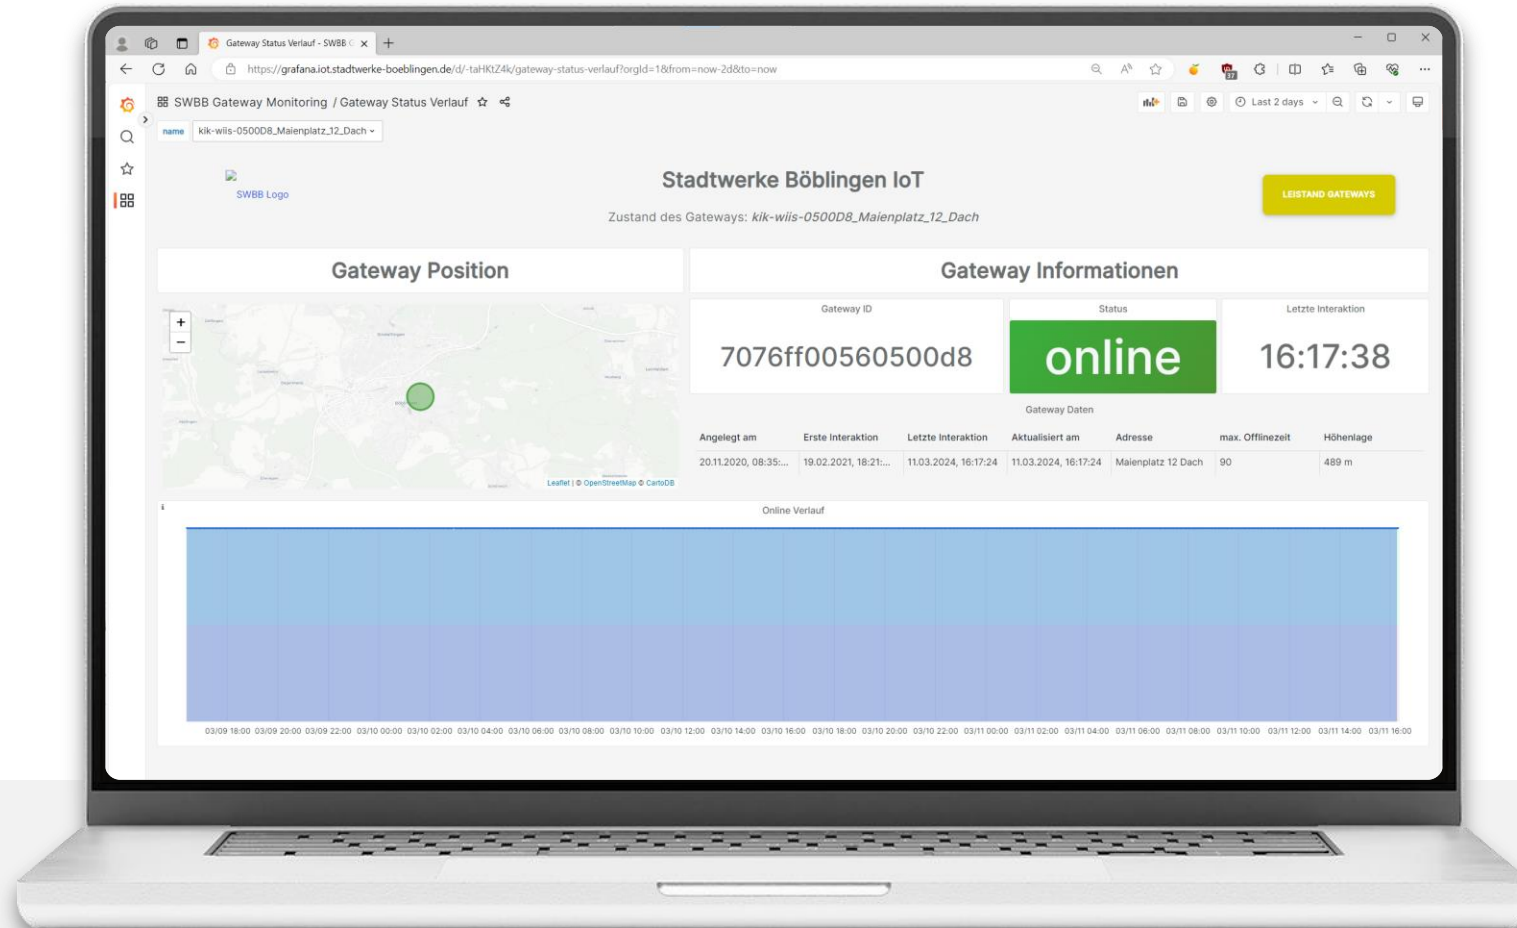 Gateway Status Verlauf - SWBB G
https://grafana.iot.stadtwerke-boeblingen.de/d/-taHKtZ4k/gateway-status-verlauf?orgId=1&from=now-2d&to=now
37
SWBB Gateway Monitoring / Gateway Status Verlauf
Last 2 days
name kik-wiis-0500D8_Maienplatz_12_Dach
SWBB Logo
Stadtwerke Böblingen IoT
Zustand des Gateways: kik-wiis-0500D8_Maienplatz_12_Dach
LEISTAND GATEWAYS
Gateway Position
Gateway Informationen
+
−
Leaflet | © OpenStreetMap © CartoDB
Gateway ID
7076ff00560500d8
Status
online
Letzte Interaktion
16:17:38
Gateway Daten
Angelegt am Erste Interaktion Letzte Interaktion Aktualisiert am Adresse max. Offlinezeit Höhenlage
20.11.2020, 08:35:... 19.02.2021, 18:21:... 11.03.2024, 16:17:24 11.03.2024, 16:17:24 Maienplatz 12 Dach 90 489 m
i
Online Verlauf
03/09 18:00 03/09 20:00 03/09 22:00 03/10 00:00 03/10 02:00 03/10 04:00 03/10 06:00 03/10 08:00 03/10 10:00 03/10 12:00 03/10 14:00 03/10 16:00 03/10 18:00 03/10 20:00 03/10 22:00 03/11 00:00 03/11 02:00 03/11 04:00 03/11 06:00 03/11 08:00 03/11 10:00 03/11 12:00 03/11 14:00 03/11 16:00